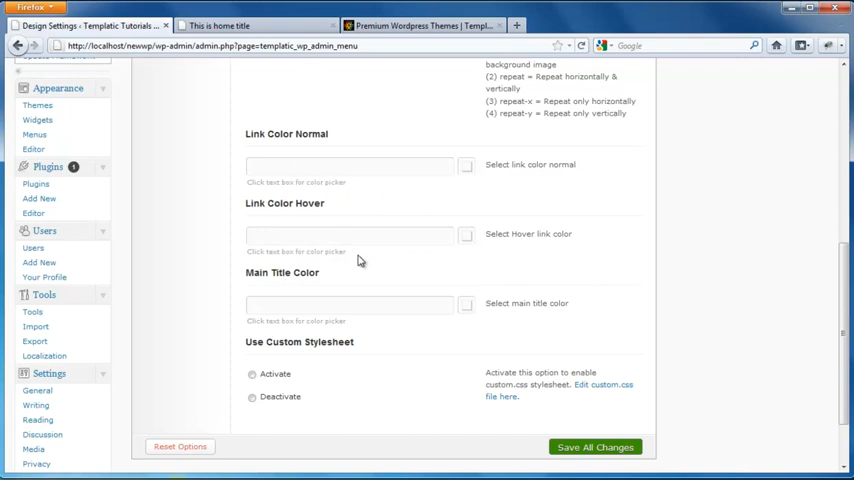 Firefox
Design Settings ‹ Templatic Tutorials ...
This is home title
Premium Wordpress Themes | Templ...
http://localhost/newwp/wp-admin/admin.php?page=templatic_wp_admin_menu
Google
Appearance
Themes
Widgets
Menus
Editor
Plugins 1
Plugins
Add New
Editor
Users
Users
Add New
Your Profile
Tools
Tools
Import
Export
Localization
Settings
General
Writing
Reading
Discussion
Media
Privacy
background image
(2) repeat = Repeat horizontally &
vertically
(3) repeat-x = Repeat only horizontally
(4) repeat-y = Repeat only vertically
Link Color Normal
Select link color normal
Click text box for color picker
Link Color Hover
Select Hover link color
Click text box for color picker
Main Title Color
Select main title color
Click text box for color picker
Use Custom Stylesheet
Activate
Deactivate
Activate this option to enable
custom.css stylesheet. Edit custom.css
file here.
Reset Options
Save All Changes